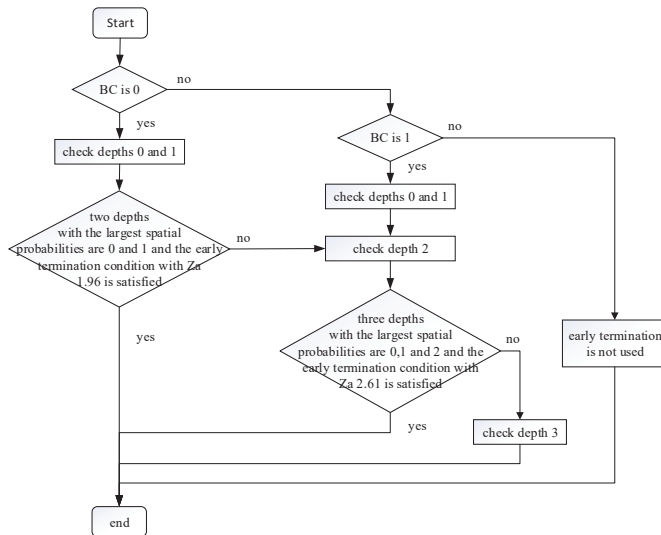 Start
BC is 0
no
yes
check depths 0 and 1
BC is 1
no
yes
check depths 0 and 1
two depths
with the largest spatial
probabilities are 0 and 1 and the early
termination condition with Za
1.96 is satisfied
no
yes
check depth 2
three depths
with the largest spatial
probabilities are 0,1 and 2 and the
early termination condition with
Za 2.61 is satisfied
no
yes
early termination
is not used
check depth 3
end